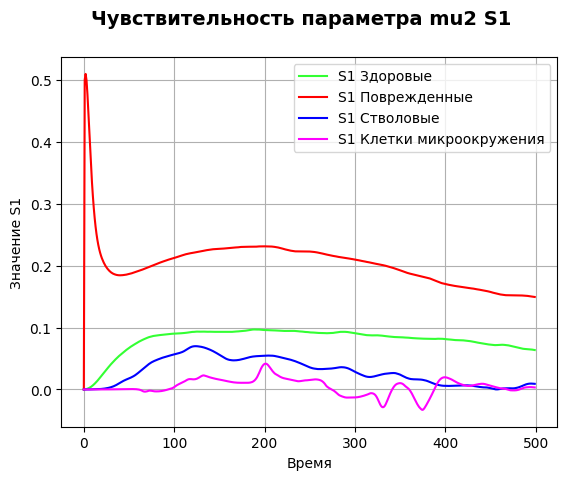 Чувствительность параметра mu2 S1
S1 Здоровые
S1 Поврежденные
S1 Стволовые
S1 Клетки микроокружения
Значение S1
0.5
0.4
0.3
0.2
0.1
0.0
0 100 200 300 400 500
Время